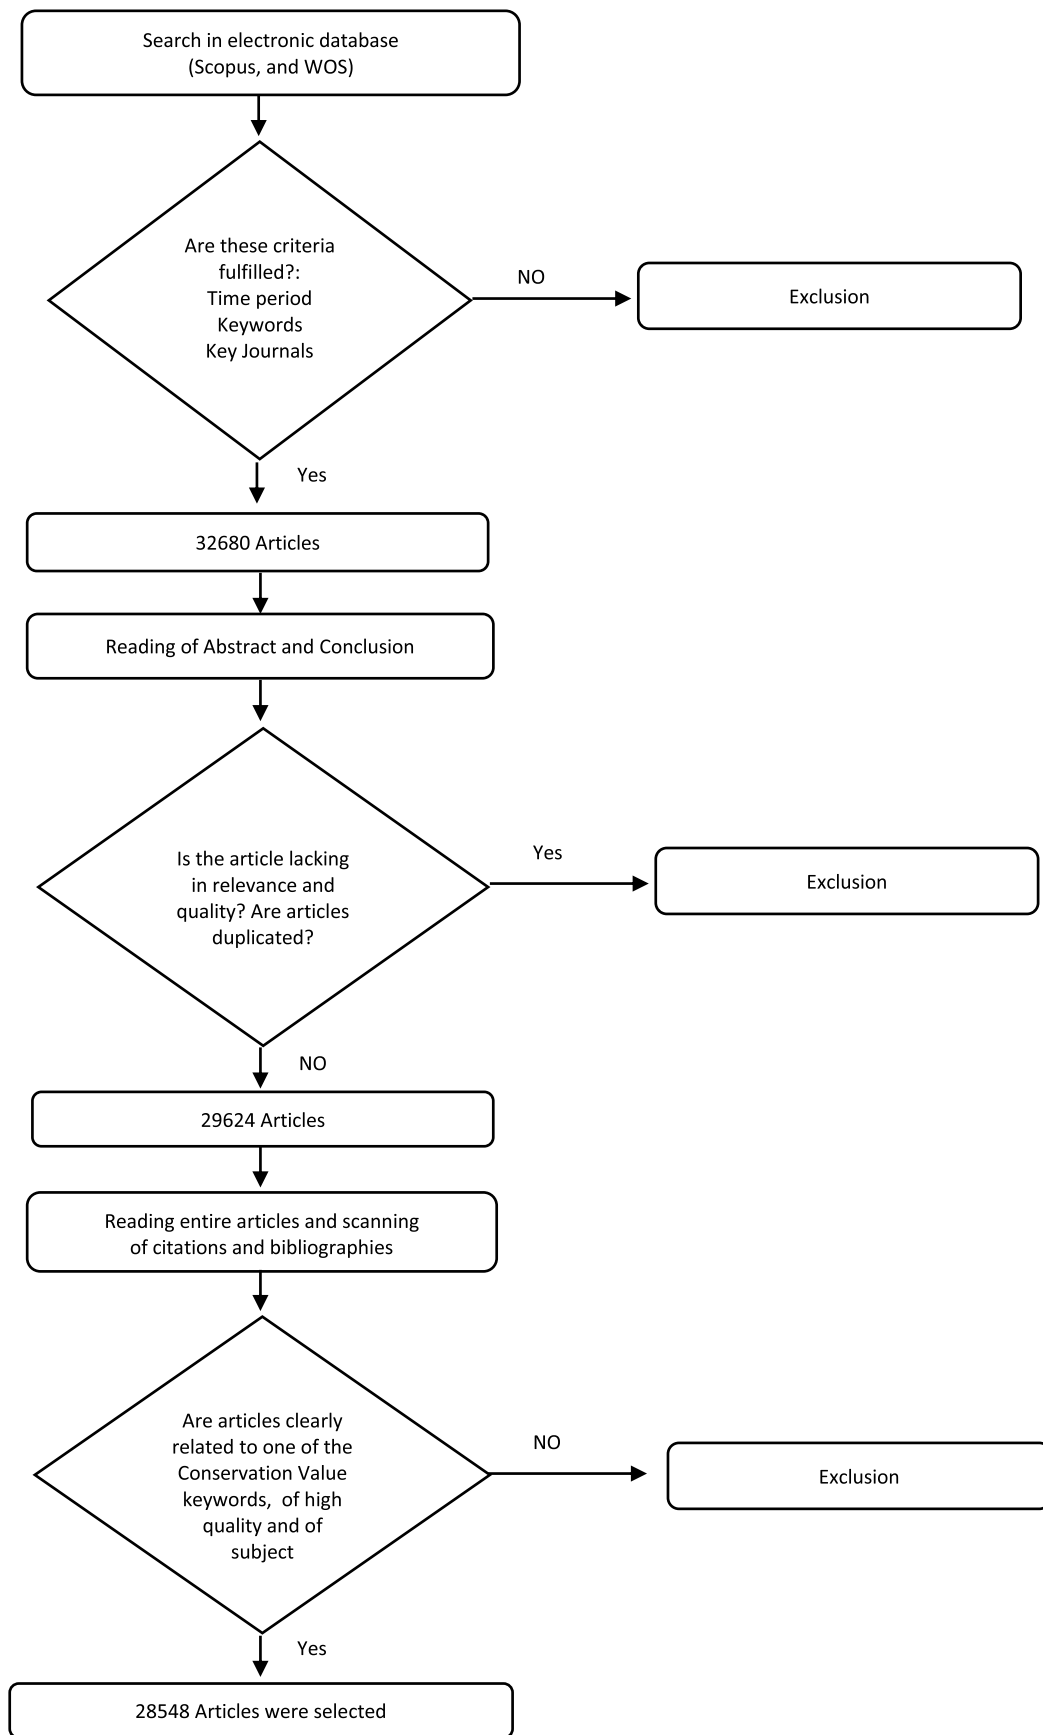 Search in electronic database
(Scopus, and WOS)
Are these criteria
fulfilled?:
Time period
Keywords
Key Journals
NO
Exclusion
Yes
32680 Articles
Reading of Abstract and Conclusion
Is the article lacking
in relevance and
quality? Are articles
duplicated?
Yes
Exclusion
NO
29624 Articles
Reading entire articles and scanning
of citations and bibliographies
Are articles clearly
related to one of the
Conservation Value
keywords, of high
quality and of
subject
NO
Exclusion
Yes
28548 Articles were selected